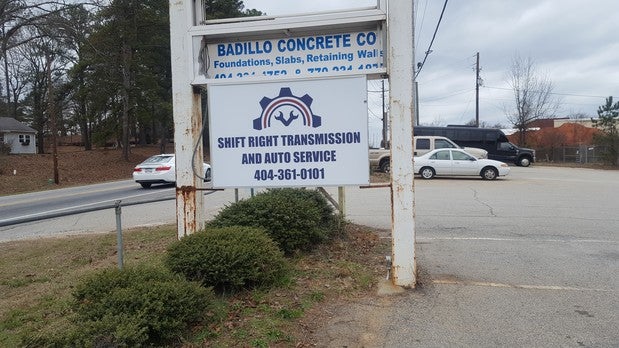 BADILLO CONCRETE CO
Foundations, Slabs, Retaining Walls
SHIFT RIGHT TRANSMISSION
AND AUTO SERVICE
404-361-0101